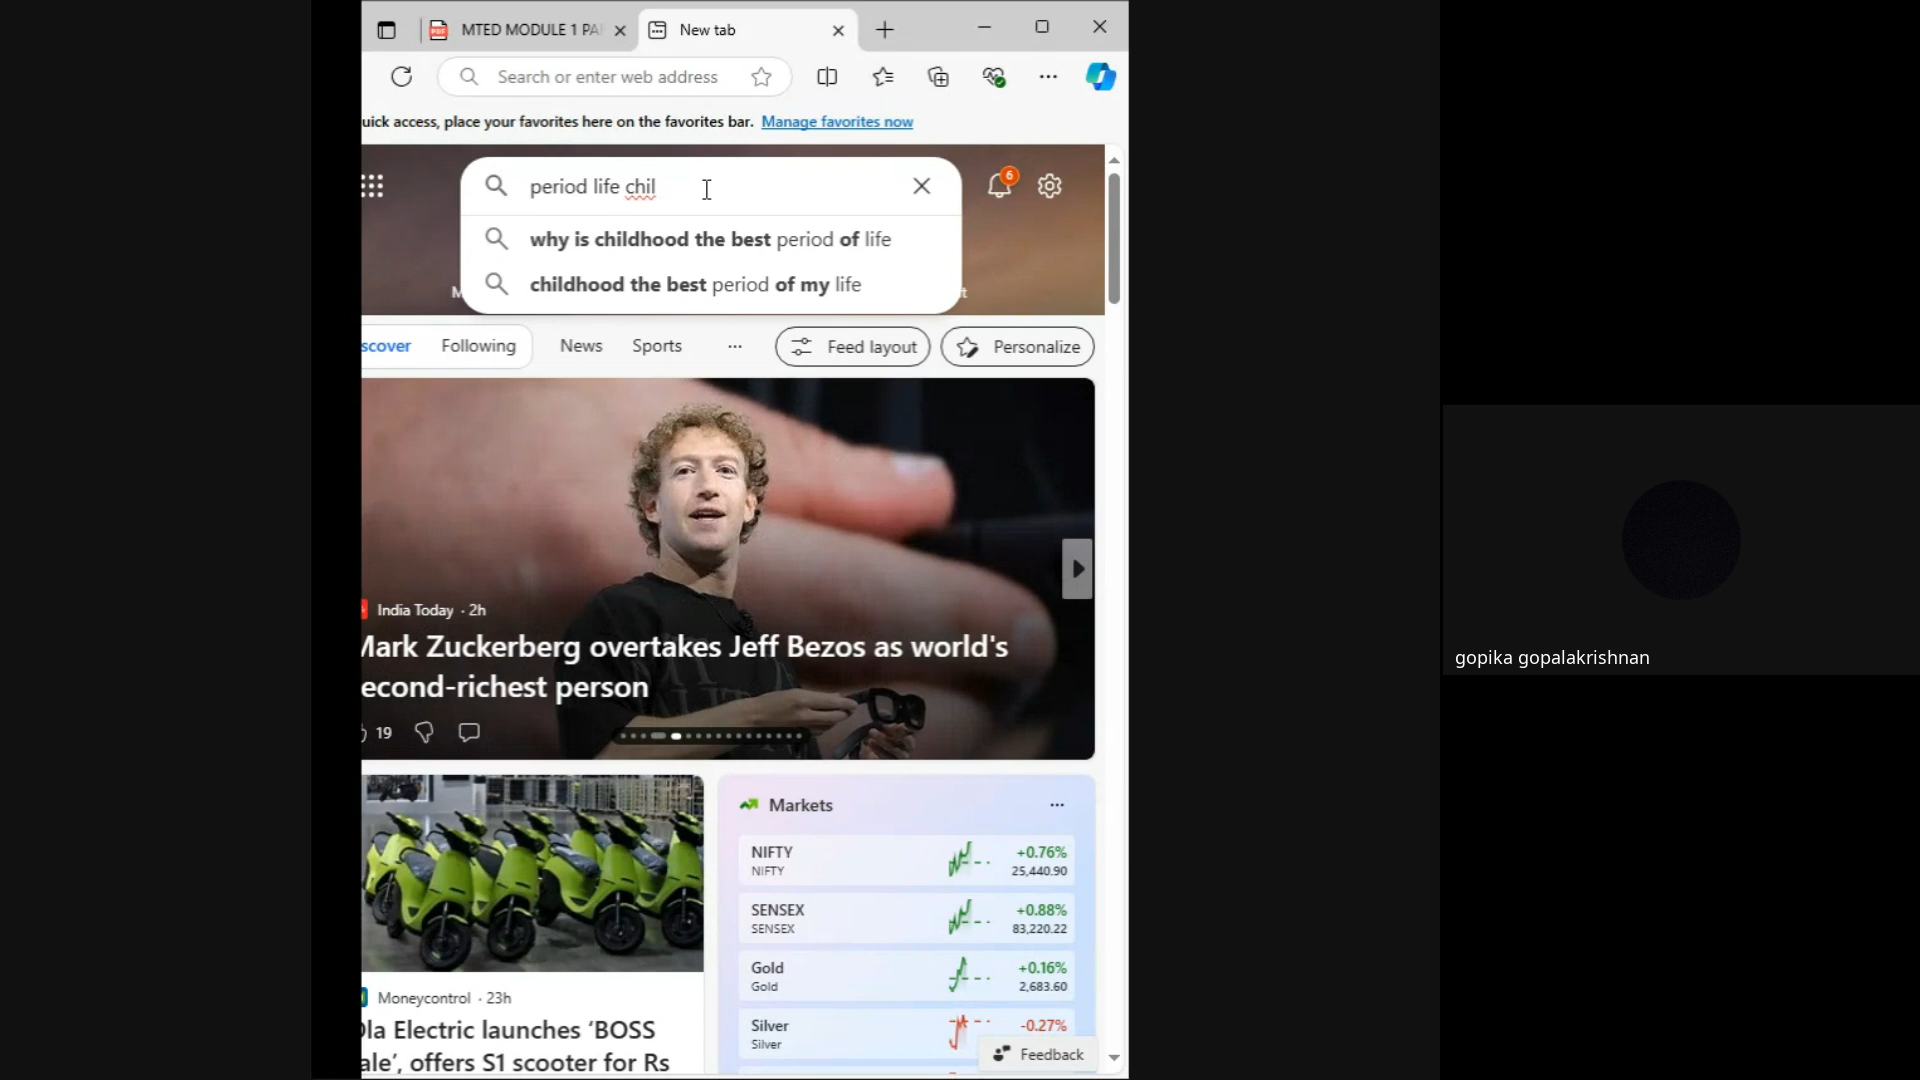 MTED MODULE 1 PA
New tab
Search or enter web address
uick access, place your favorites here on the favorites bar. Manage favorites now
period life chil
6
why is childhood the best period of life
childhood the best period of my life
scover
Following
News
Sports
Feed layout
Personalize
India Today · 2h
Mark Zuckerberg overtakes Jeff Bezos as world's
econd-richest person
19
Markets
NIFTY +0.76%
NIFTY 25,440.90
SENSEX +0.88%
SENSEX 83,220.22
Gold +0.16%
Gold 2,683.60
Silver -0.27%
Silver
Feedback
Moneycontrol · 23h
Ola Electric launches ‘BOSS
ale’, offers S1 scooter for Rs
gopika gopalakrishnan